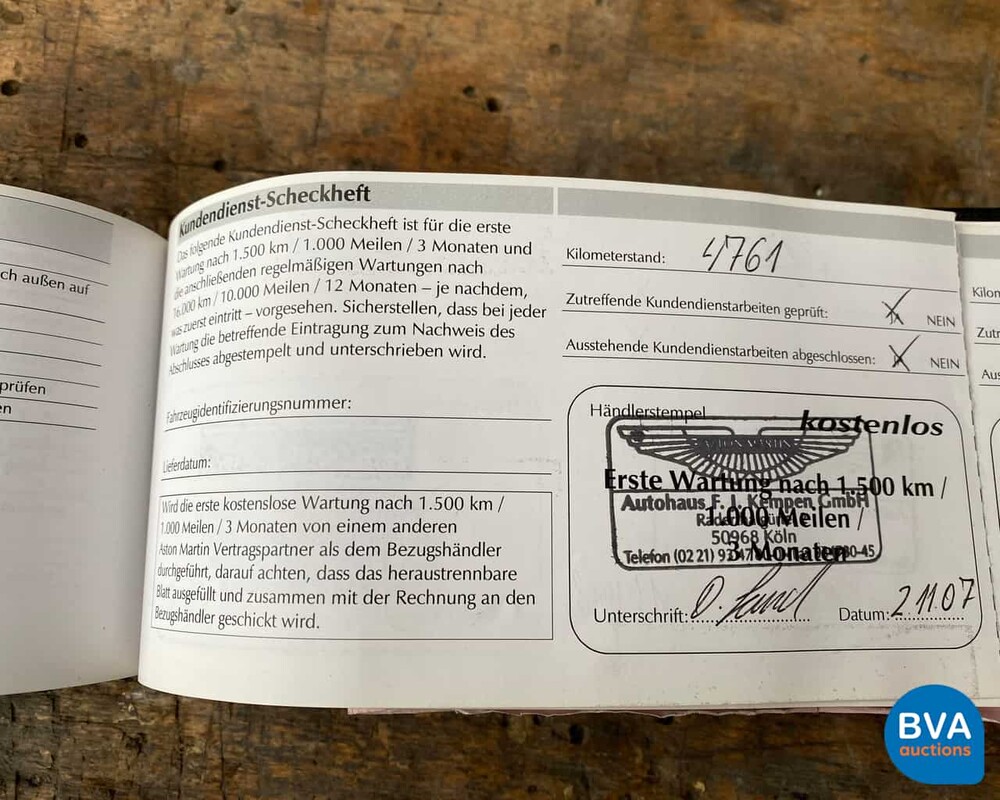 ch außen auf
prüfen
en
Kundendienst-Scheckheft
Das folgende Kundendienst-Scheckheft ist für die erste
Wartung nach 1.500 km / 1.000 Meilen / 3 Monaten und
die anschließenden regelmäßigen Wartungen nach
16.000 km / 10.000 Meilen / 12 Monaten – je nachdem,
was zuerst eintritt – vorgesehen. Sicherstellen, dass bei jeder
Wartung die betreffende Eintragung zum Nachweis des
Abschlusses abgestempelt und unterschrieben wird.
Fahrzeugidentifizierungsnummer:
Lieferdatum:
Wird die erste kostenslose Wartung nach 1.500 km /
1.000 Meilen / 3 Monaten von einem anderen
Aston Martin Vertragspartner als dem Bezugshändler
durchgeführt, darauf achten, dass das heraustrennbare
Blatt ausgefüllt und zusammen mit der Rechnung an den
Bezugshändler geschickt wird.
Kilometerstand: 4761
Zutreffende Kundendienstarbeiten geprüft: JA NEIN
Ausstehende Kundendienstarbeiten abgeschlossen: NEIN
Händlerstempel
kostenlos
ASTON MARTIN
Erste Wartung nach 1.500 km /
Autohaus F. J. Kempen GmbH
1.000 Meilen /
50968 Köln
3 Monaten
Telefon (02 21)
Unterschrift: Datum: 2.11.07
Kilom
Zutr
Aus
BVA
auctions